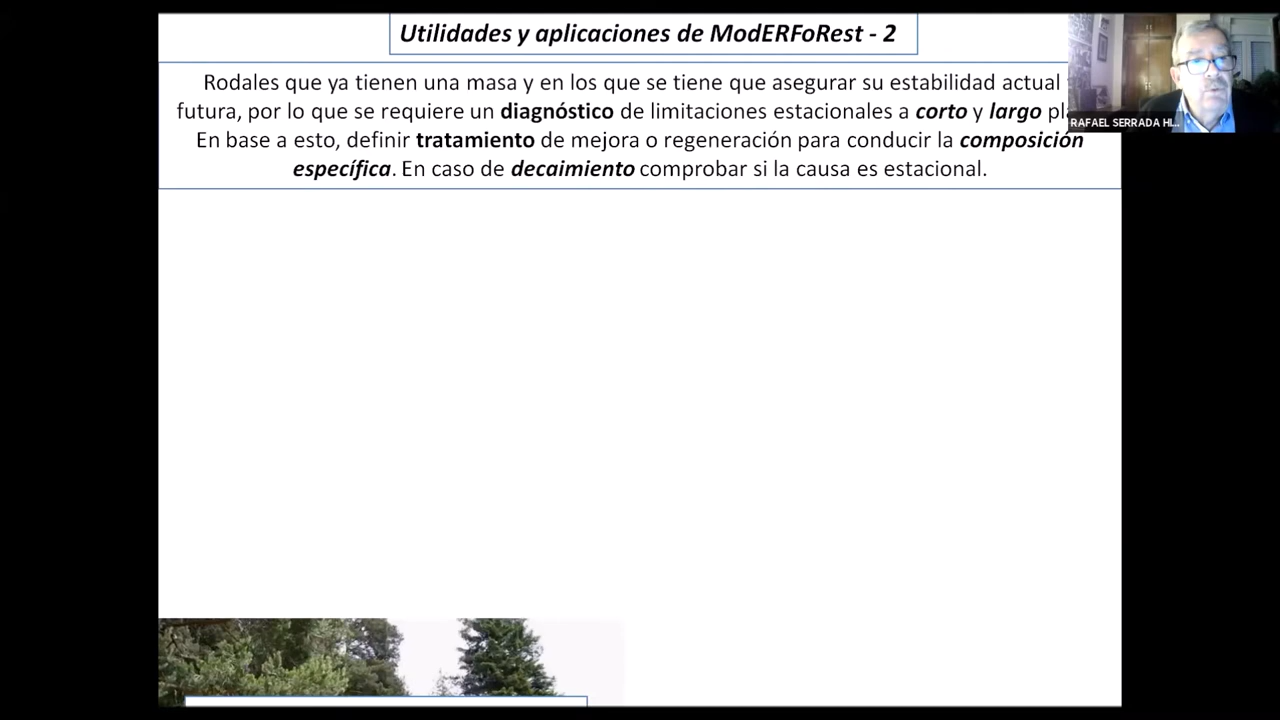 Utilidades y aplicaciones de ModERFoRest - 2
Rodales que ya tienen una masa y en los que se tiene que asegurar su estabilidad actual
futura, por lo que se requiere un diagnóstico de limitaciones estacionales a corto y largo
En base a esto, definir tratamiento de mejora o regeneración para conducir la composición
específica. En caso de decaimiento comprobar si la causa es estacional.
RAFAEL SERRADA HI...